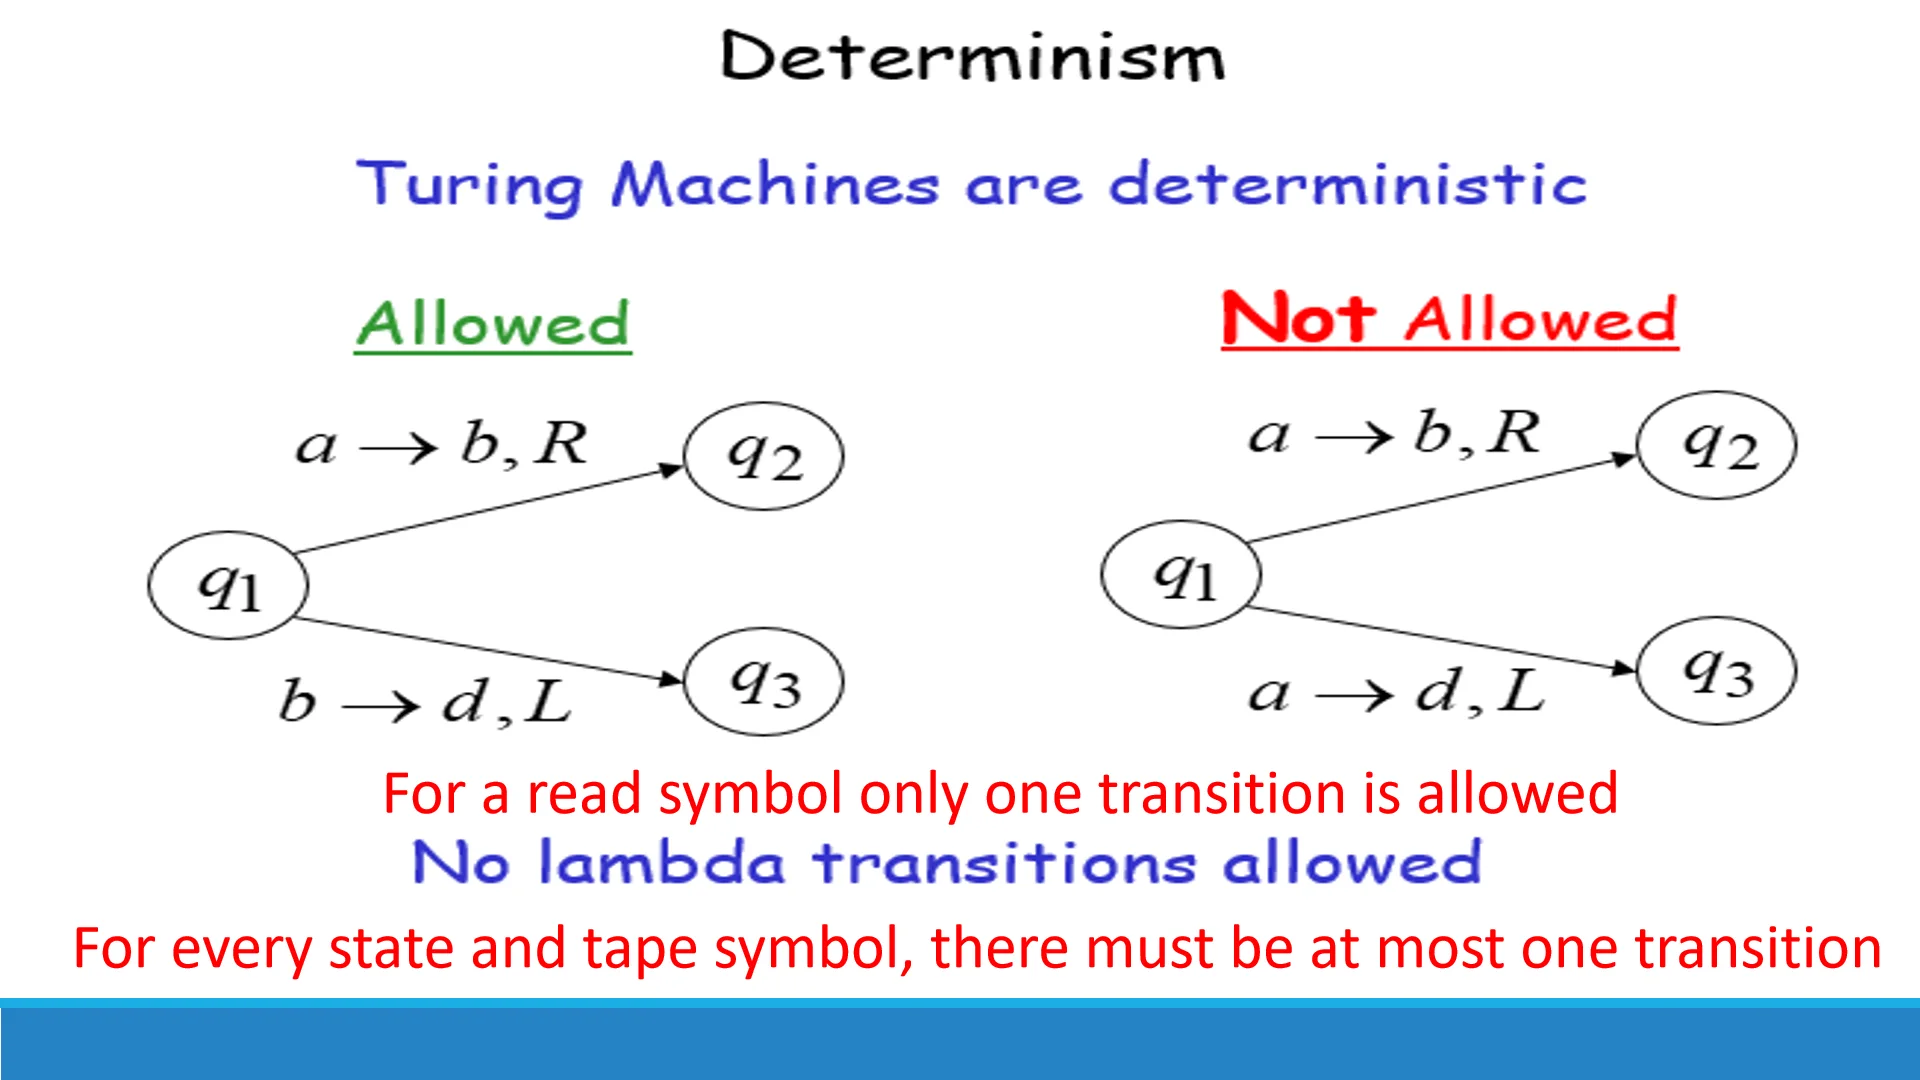 Determinism
Turing Machines are deterministic
Allowed
a → b, R
q2
q1
q3
b → d, L
Not Allowed
a → b, R
q2
q1
q3
a → d, L
For a read symbol only one transition is allowed
No lambda transitions allowed
For every state and tape symbol, there must be at most one transition